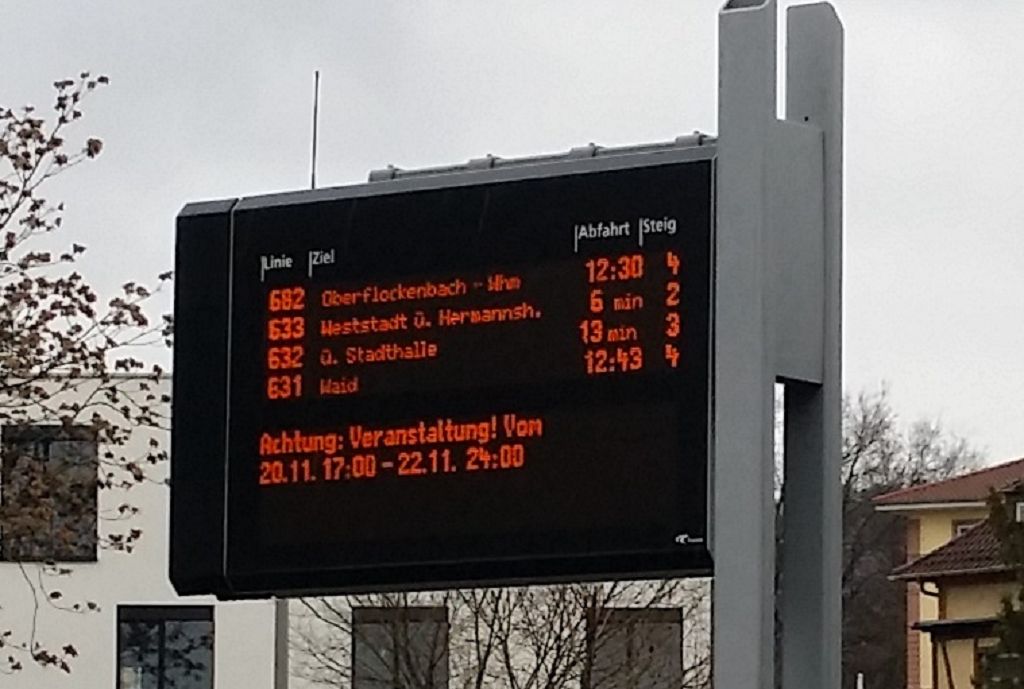 Linie Ziel Abfahrt Steig
682 Oberflockenbach - Whm 12:30 4
633 Weststadt ü. Hermannsh. 6 min 2
632 ü. Stadthalle 13 min 3
631 Waid 12:43 4
Achtung: Veranstaltung! Vom
20.11. 17:00 - 22.11. 24:00